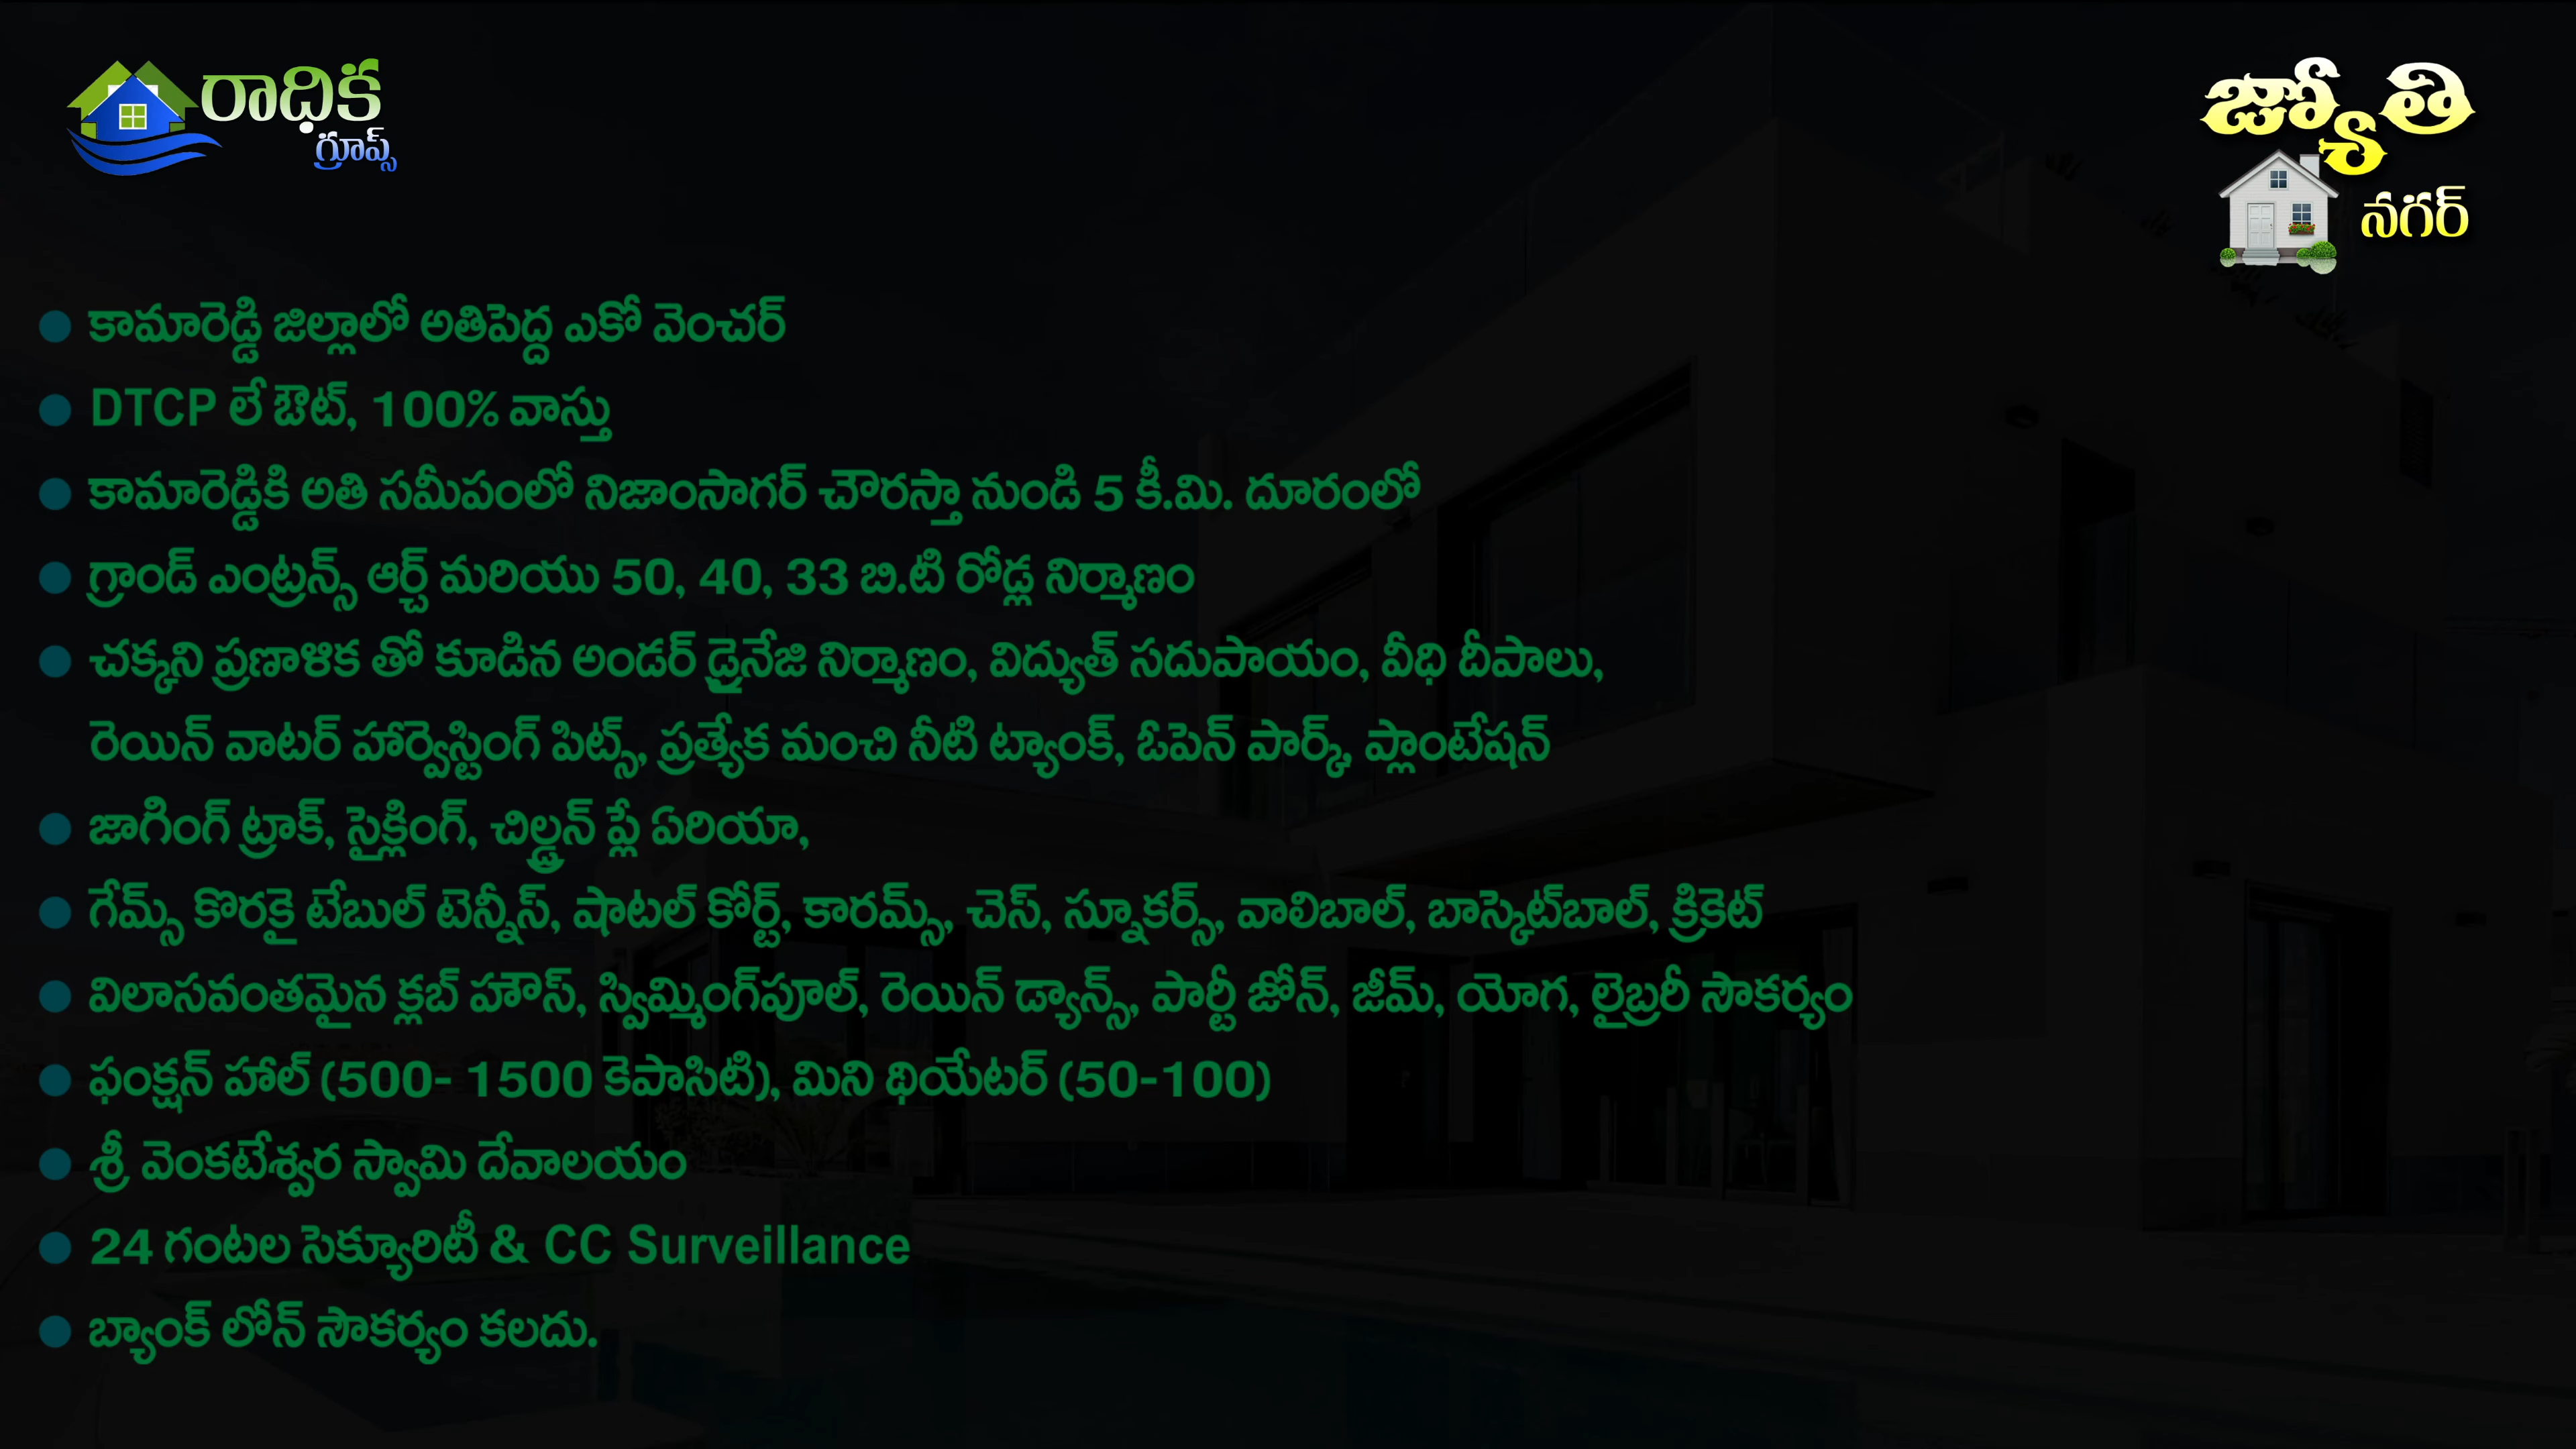 రాధిక
గ్రూప్స్
జ్యోతి
నగర్
కామారెడ్డి జిల్లాలో అతిపెద్ద ఎకో వెంచర్
DTCP లే ఔట్, 100% వాస్తు
కామారెడ్డికి అతి సమీపంలో నిజాంసాగర్ చౌరస్తా నుండి 5 కీ.మి. దూరంలో
గ్రాండ్ ఎంట్రన్స్ ఆర్చ్ మరియు 50, 40, 33 బి.టి రోడ్ల నిర్మాణం
చక్కని ప్రణాళిక తో కూడిన అండర్ డ్రైనేజి నిర్మాణం, విద్యుత్ సదుపాయం, వీధి దీపాలు,
రెయిన్ వాటర్ హార్వెస్టింగ్ పిట్స్, ప్రత్యేక మంచి నీటి ట్యాంక్, ఓపెన్ పార్క్, ప్లాంటేషన్
జాగింగ్ ట్రాక్, సైక్లింగ్, చిల్డ్రన్ ప్లే ఏరియా,
గేమ్స్ కొరకై టేబుల్ టెన్నీస్, షాటల్ కోర్ట్, కారమ్స్, చెస్, స్నూకర్స్, వాలిబాల్, బాస్కెట్‌బాల్, క్రికెట్
విలాసవంతమైన క్లబ్ హౌస్, స్విమ్మింగ్‌పూల్, రెయిన్ డ్యాన్స్, పార్టీ జోన్, జీమ్, యోగ, లైబ్రరీ సౌకర్యం
ఫంక్షన్ హాల్ (500- 1500 కెపాసిటి), మిని థియేటర్ (50-100)
శ్రీ వెంకటేశ్వర స్వామి దేవాలయం
24 గంటల సెక్యూరిటీ & CC Surveillance
బ్యాంక్ లోన్ సౌకర్యం కలదు.